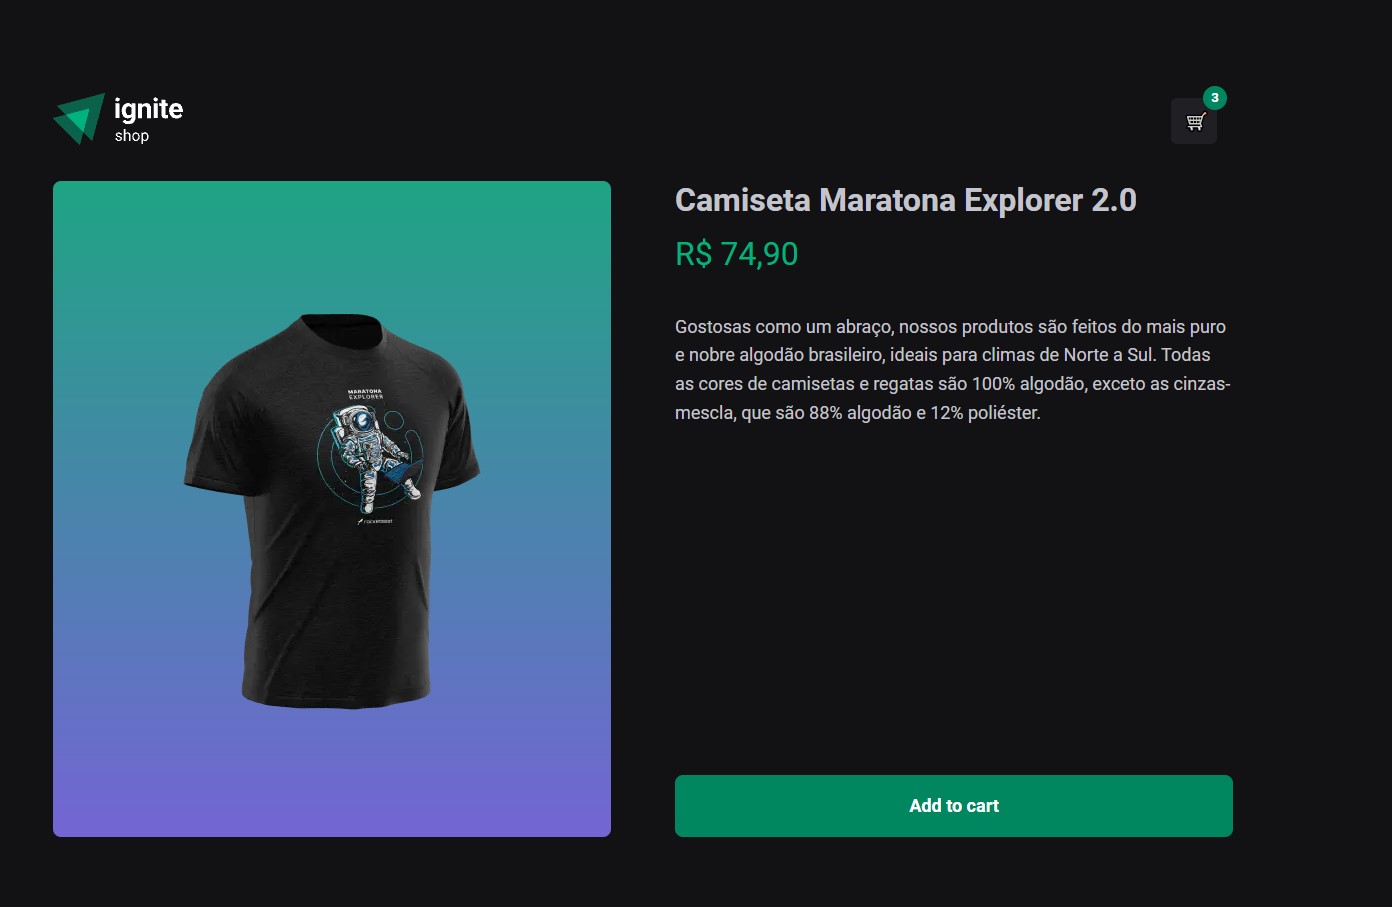 ignite
shop
3
Camiseta Maratona Explorer 2.0
R$ 74,90
Gostosas como um abraço, nossos produtos são feitos do mais puro
e nobre algodão brasileiro, ideais para climas de Norte a Sul. Todas
as cores de camisetas e regatas são 100% algodão, exceto as cinzas-
mescla, que são 88% algodão e 12% poliéster.
MARATONA
EXPLORER
Add to cart